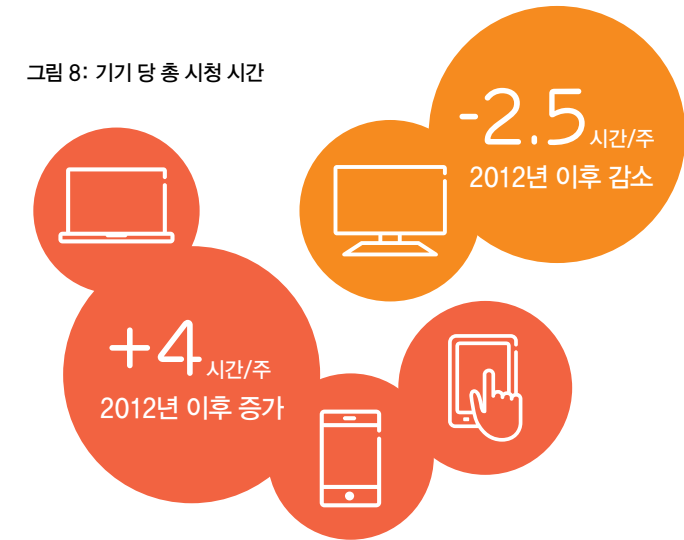 그림 8: 기기 당 총 시청 시간
-2.5 시간/주
2012년 이후 감소
+4 시간/주
2012년 이후 증가